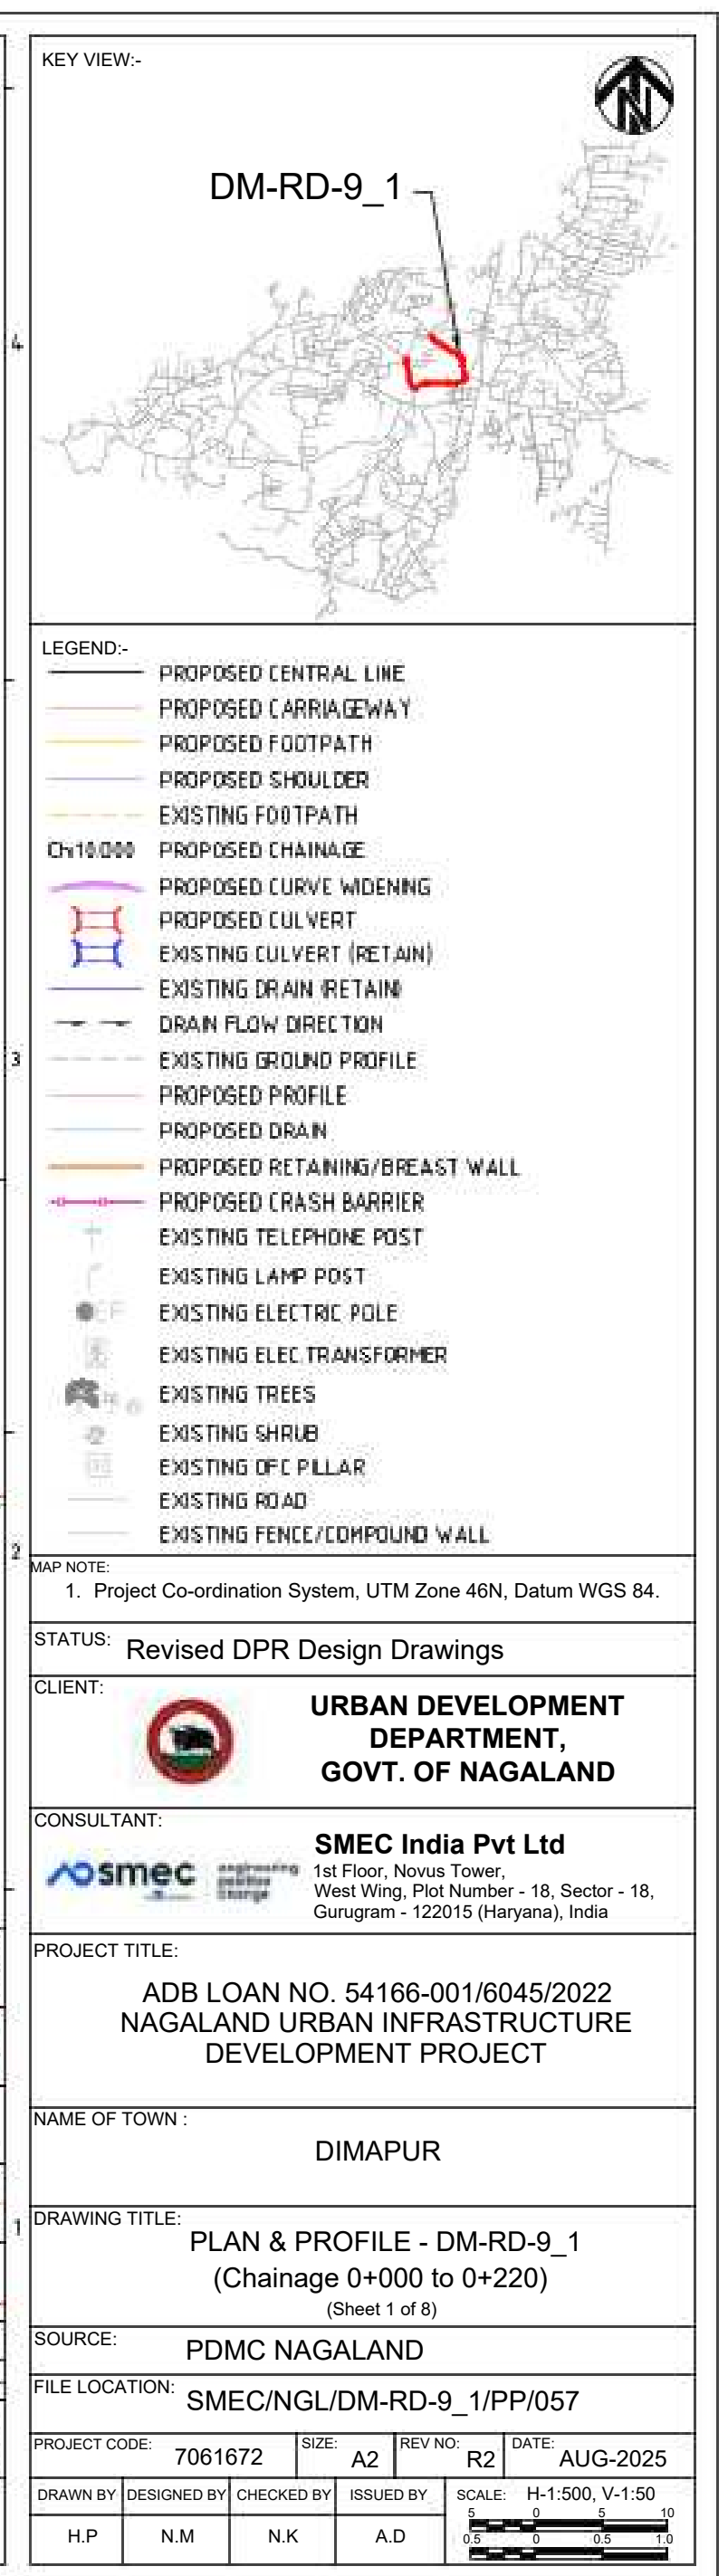 KEY VIEW:-
N
DM-RD-9_1
4
LEGEND:-
PROPOSED CENTRAL LINE
PROPOSED CARRIAGEWAY
PROPOSED FOOTPATH
PROPOSED SHOULDER
EXISTING FOOTPATH
Ch:10.000 PROPOSED CHAINAGE
PROPOSED CURVE WIDENING
PROPOSED CULVERT
EXISTING CULVERT (RETAIN)
EXISTING DRAIN (RETAIN)
DRAIN FLOW DIRECTION
3
EXISTING GROUND PROFILE
PROPOSED PROFILE
PROPOSED DRAIN
PROPOSED RETAINING/BREAST WALL
PROPOSED CRASH BARRIER
EXISTING TELEPHONE POST
EXISTING LAMP POST
EXISTING ELECTRIC POLE
EXISTING ELEC.TRANSFORMER
EXISTING TREES
EXISTING SHRUB
EXISTING OFC PILLAR
EXISTING ROAD
EXISTING FENCE/COMPOUND WALL
2
MAP NOTE:
1. Project Co-ordination System, UTM Zone 46N, Datum WGS 84.
STATUS: Revised DPR Design Drawings
CLIENT:
URBAN DEVELOPMENT
DEPARTMENT,
GOVT. OF NAGALAND
CONSULTANT:
smec
engineering
positive
change
SMEC India Pvt Ltd
1st Floor, Novus Tower,
West Wing, Plot Number - 18, Sector - 18,
Gurugram - 122015 (Haryana), India
PROJECT TITLE:
ADB LOAN NO. 54166-001/6045/2022
NAGALAND URBAN INFRASTRUCTURE
DEVELOPMENT PROJECT
NAME OF TOWN :
DIMAPUR
1
DRAWING TITLE:
PLAN & PROFILE - DM-RD-9_1
(Chainage 0+000 to 0+220)
(Sheet 1 of 8)
SOURCE: PDMC NAGALAND
FILE LOCATION: SMEC/NGL/DM-RD-9_1/PP/057
PROJECT CODE: 7061672
SIZE: A2
REV NO: R2
DATE: AUG-2025
DRAWN BY DESIGNED BY CHECKED BY ISSUED BY
H.P N.M N.K A.D
SCALE: H-1:500, V-1:50
5 0 5 10
0.5 0 0.5 1.0